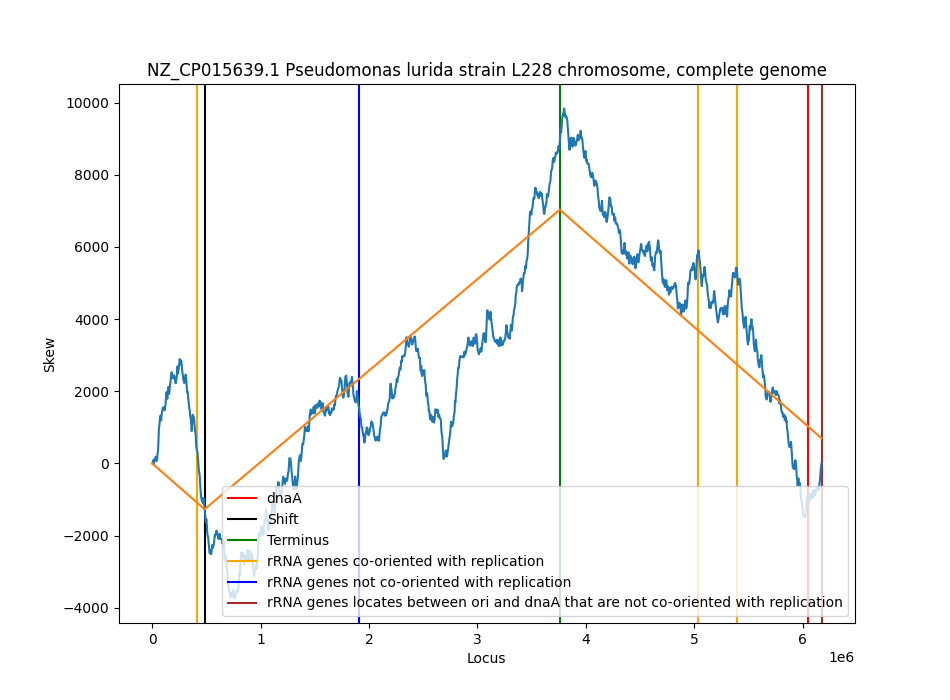 NZ_CP015639.1 Pseudomonas lurida strain L228 chromosome, complete genome
10000
8000
6000
4000
2000
0
−2000
−4000
Skew
dnaA
Shift
Terminus
rRNA genes co-oriented with replication
rRNA genes not co-oriented with replication
rRNA genes locates between ori and dnaA that are not co-oriented with replication
0 1 2 3 4 5 6
1e6
Locus